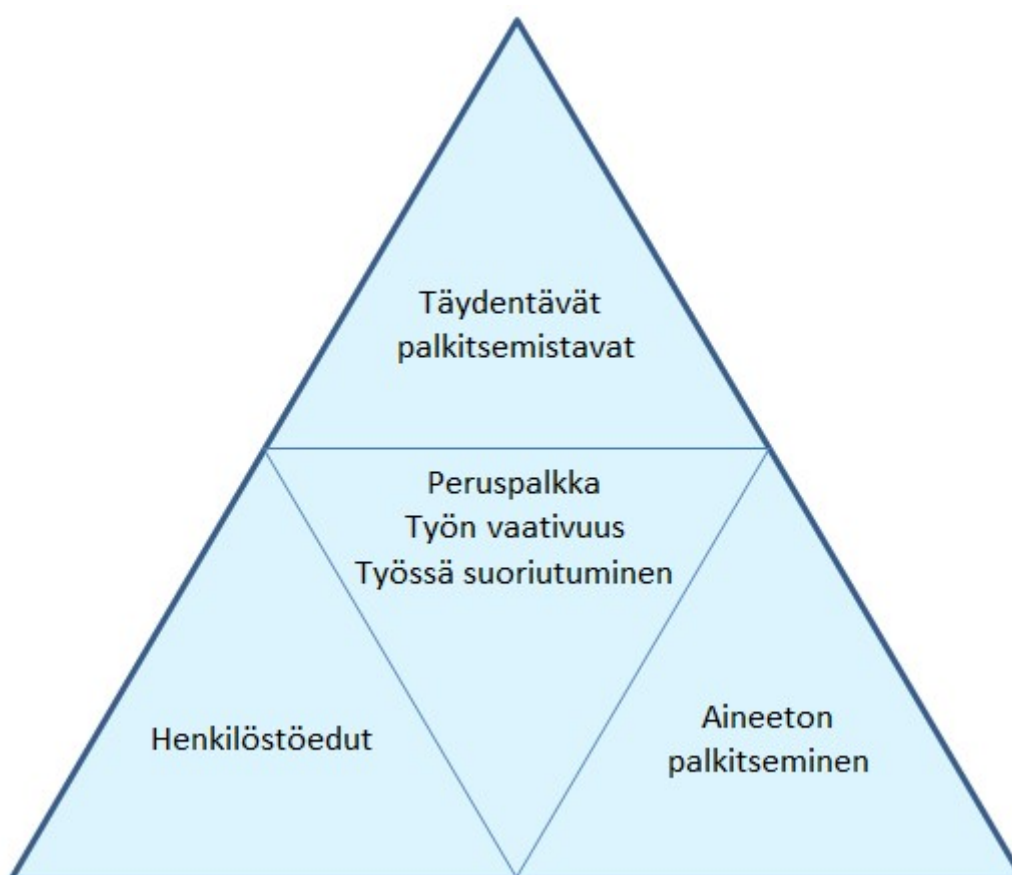 Täydentävät
palkitsemistavat
Peruspalkka
Työn vaativuus
Työssä suoriutuminen
Henkilöstöedut
Aineeton
palkitseminen